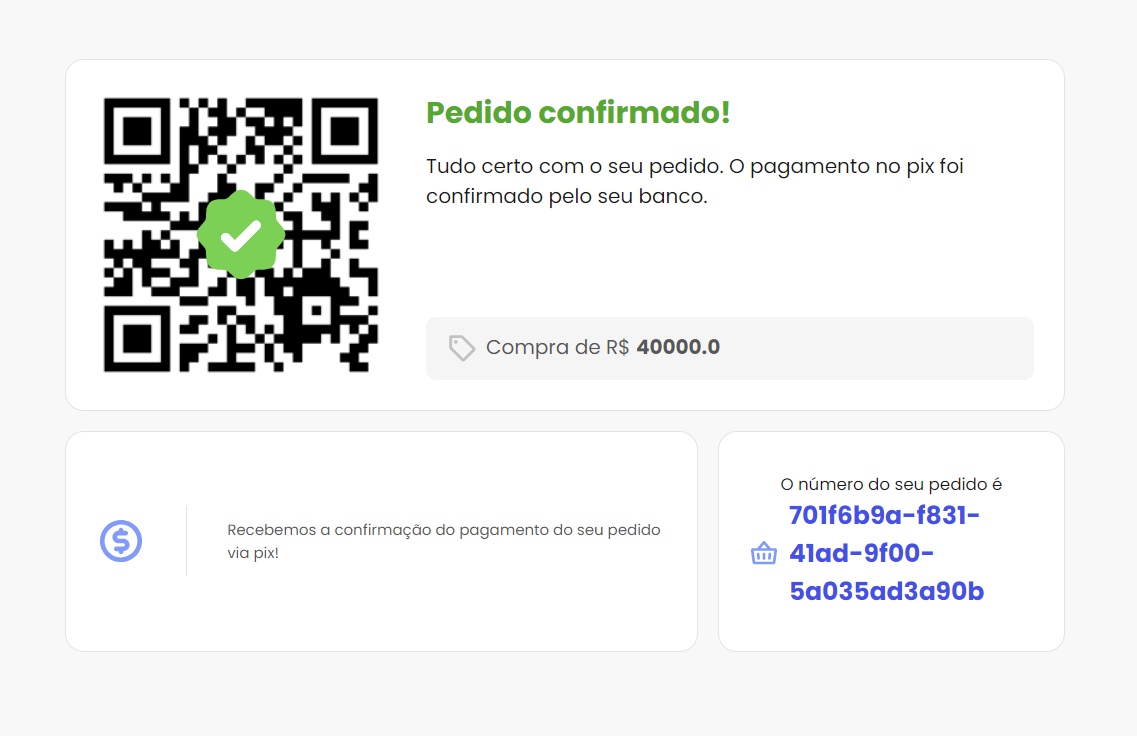 Pedido confirmado!
Tudo certo com o seu pedido. O pagamento no pix foi
confirmado pelo seu banco.
Compra de R$ 40000.0
Recebemos a confirmação do pagamento do seu pedido
via pix!
O número do seu pedido é
701f6b9a-f831-
41ad-9f00-
5a035ad3a90b